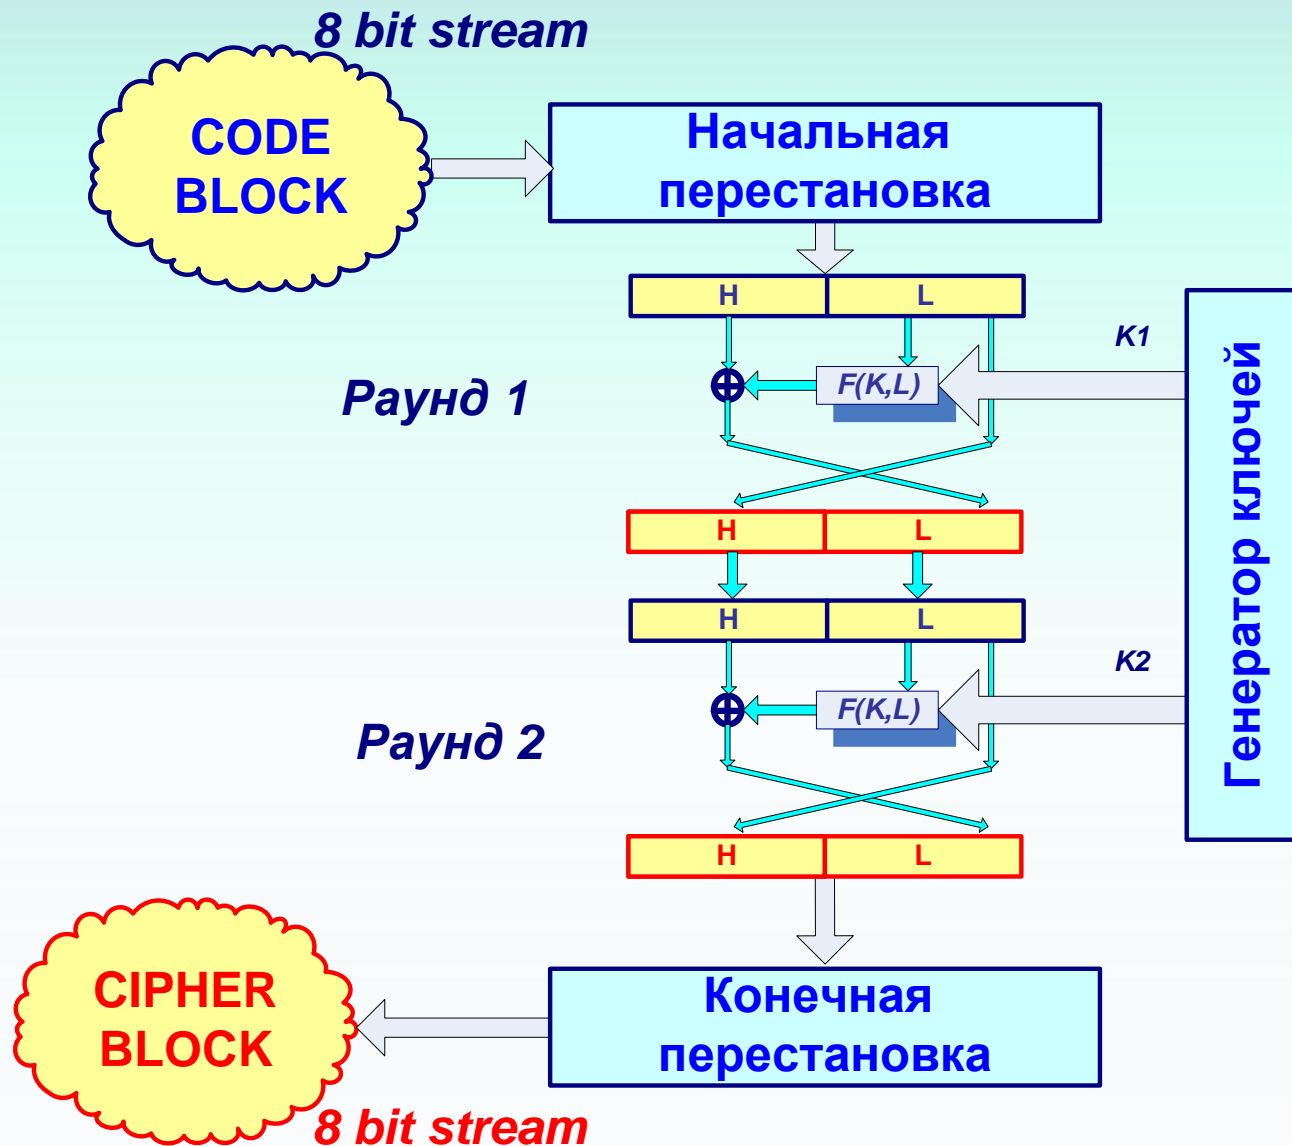 8 bit stream
CODE
BLOCK
Начальная
перестановка
H
L
K1
Раунд 1
F(K,L)
H
L
H
L
K2
Раунд 2
F(K,L)
H
L
Генератор ключей
CIPHER
BLOCK
Конечная
перестановка
8 bit stream